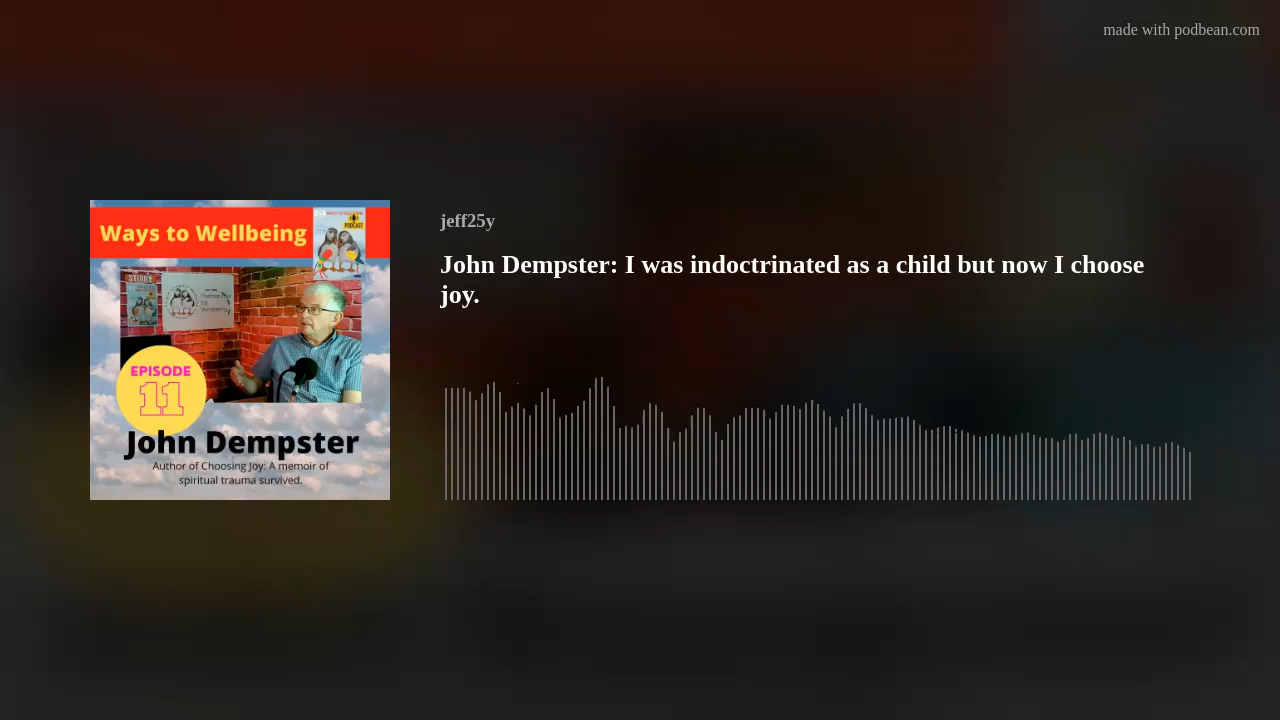 made with podbean.com
jeff25y
John Dempster: I was indoctrinated as a child but now I choose
joy.
Ways to Wellbeing
PODCAST
EPISODE
11
John Dempster
Author of Choosing Joy: A memoir of
spiritual trauma survived.